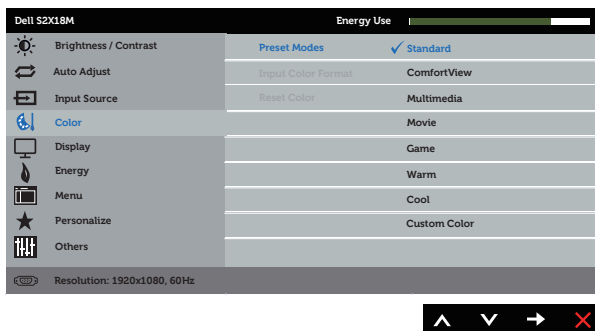 Dell S2X18M Energy Use
Brightness / Contrast Preset Modes Standard
Auto Adjust Input Color Format ComfortView
Input Source Reset Color Multimedia
Color Movie
Display Game
Energy Warm
Menu Cool
Personalize Custom Color
Others
Resolution: 1920x1080, 60Hz